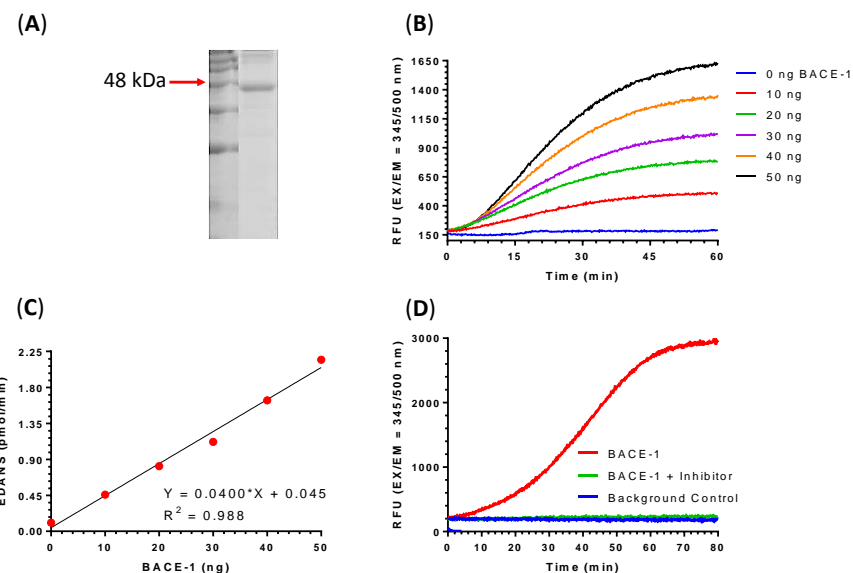 (A)
48 kDa
(B)
RFU (EX/EM = 345/500 nm)
1650
1400
1150
900
650
400
150
0 15 30 45 60
Time (min)
0 ng BACE-1
10 ng
20 ng
30 ng
40 ng
50 ng
(C)
EDANS (pmol/min)
2.25
1.80
1.35
0.90
0.45
0.00
0 10 20 30 40 50
BACE-1 (ng)
Y = 0.0400*X + 0.045
R² = 0.988
(D)
RFU (EX/EM = 345/500 nm)
3000
2000
1000
0
0 10 20 30 40 50 60 70 80
Time (min)
BACE-1
BACE-1 + Inhibitor
Background Control